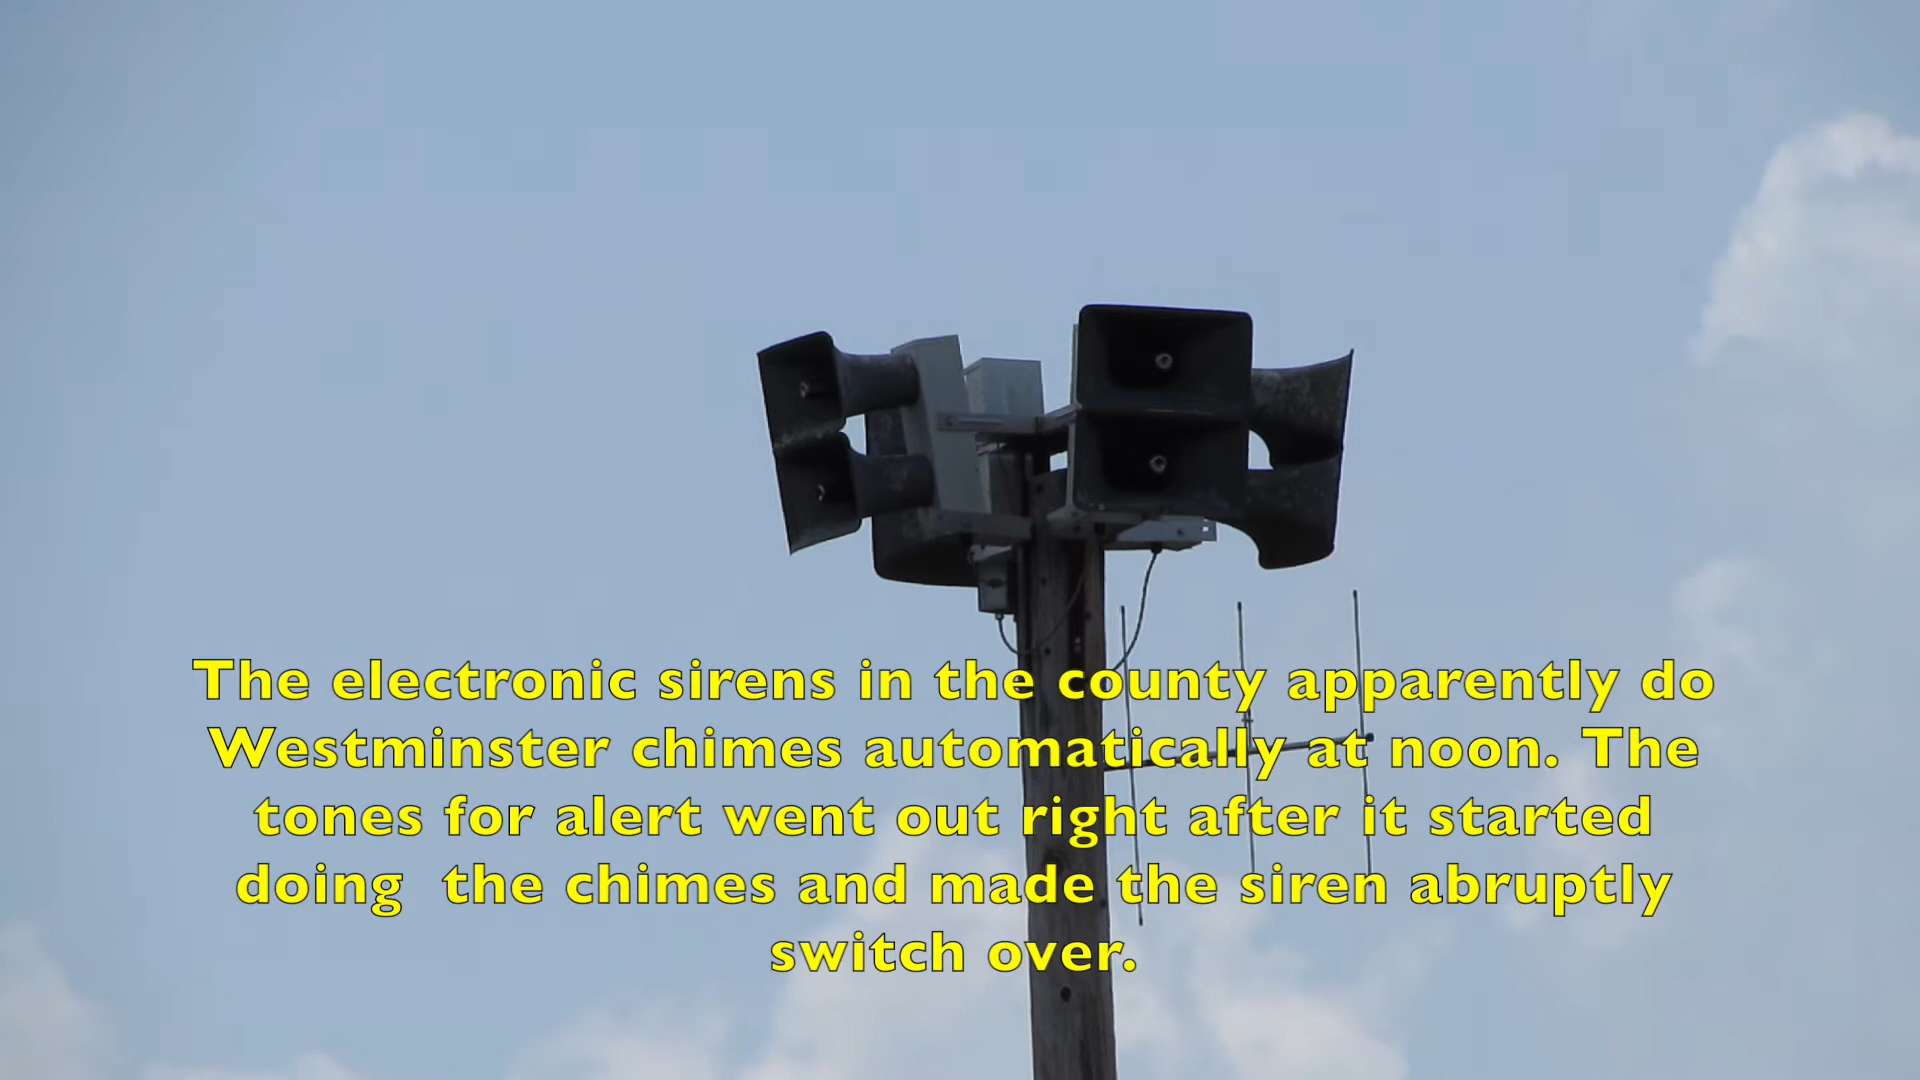 The electronic sirens in the county apparently do
Westminster chimes automatically at noon. The
tones for alert went out right after it started
doing  the chimes and made the siren abruptly
switch over.